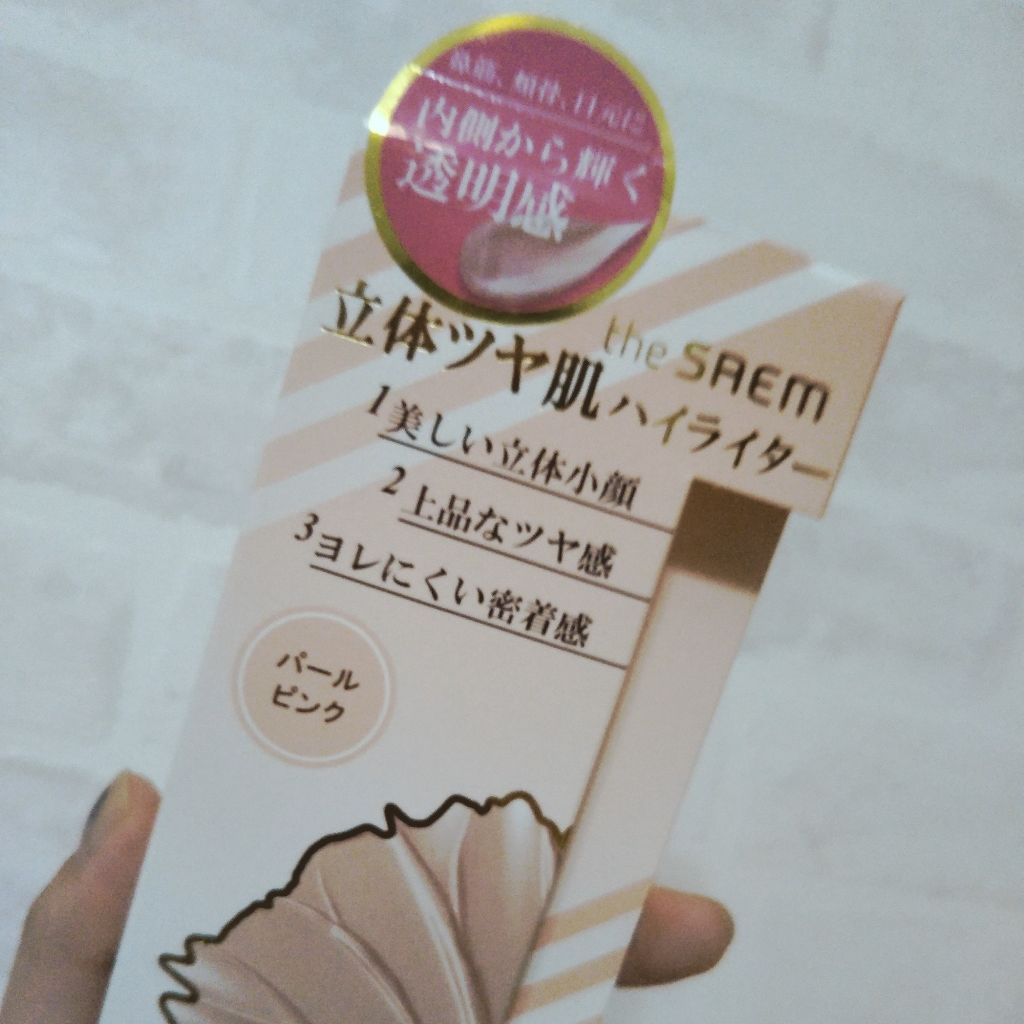 鼻筋、頬骨、口元に
内側から輝く
透明感
the SAEM
立体ツヤ肌ハイライター
1美しい立体小顔
2上品なツヤ感
3ヨレにくい密着感
パール
ピンク